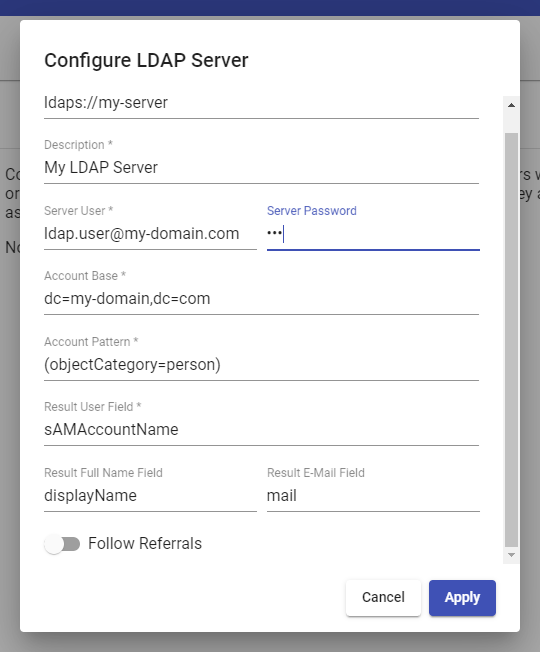 Configure LDAP Server
ldaps://my-server
Description *
My LDAP Server
Server User *
Server Password
ldap.user@my-domain.com
•••
Account Base *
dc=my-domain,dc=com
Account Pattern *
(objectCategory=person)
Result User Field *
sAMAccountName
Result Full Name Field
Result E-Mail Field
displayName
mail
Follow Referrals
Cancel
Apply